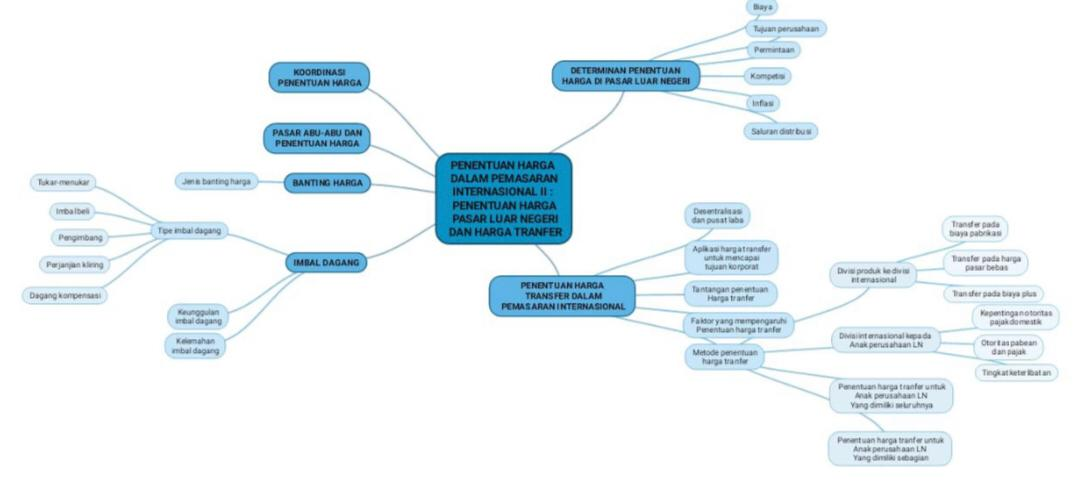 PENENTUAN HARGA
DALAM PEMASARAN
INTERNASIONAL II :
PENENTUAN HARGA
PASAR LUAR NEGERI
DAN HARGA TRANFER
KOORDINASI
PENENTUAN HARGA
PASAR ABU-ABU DAN
PENENTUAN HARGA
BANTING HARGA
Jenis banting harga
IMBAL DAGANG
Tipe imbal dagang
Tukar-menukar
Imbal beli
Pengimbang
Perjanjian kliring
Dagang kompensasi
Keunggulan
imbal dagang
Kelemahan
imbal dagang
DETERMINAN PENENTUAN
HARGA DI PASAR LUAR NEGERI
Biaya
Tujuan perusahaan
Permintaan
Kompetisi
Inflasi
Saluran distribusi
PENENTUAN HARGA
TRANSFER DALAM
PEMASARAN INTERNASIONAL
Desentralisasi
dan pusat laba
Aplikasi harga transfer
untuk mencapai
tujuan korporat
Tantangan penentuan
Harga tranfer
Faktor yang mempengaruhi
Penentuan harga tranfer
Metode penentuan
harga tranfer
Divisi produk ke divisi
internasional
Transfer pada
biaya pabrikasi
Transfer pada harga
pasar bebas
Transfer pada biaya plus
Divisi internasional kepada
Anak perusahaan LN
Kepentingan otoritas
pajak domestik
Otoritas pabean
dan pajak
Tingkat keterlibatan
Penentuan harga tranfer untuk
Anak perusahaan LN
Yang dimiliki seluruhnya
Penentuan harga tranfer untuk
Anak perusahaan LN
Yang dimiliki sebagian